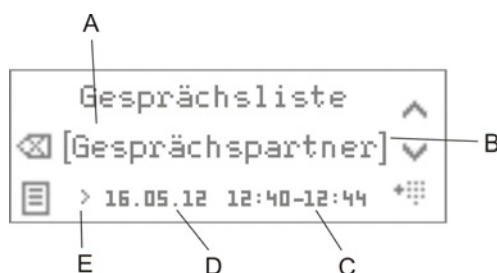 A
Gesprächsliste
[Gesprächspartner]
B
> 16.05.12 12:40-12:44
E
D
C